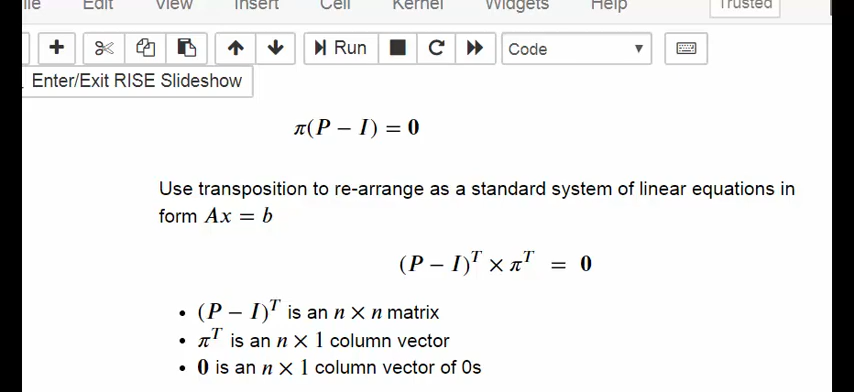 Edit View Insert Cell Kernel Widgets Help Trusted
Run Code
Enter/Exit RISE Slideshow
π(P − I) = 0
Use transposition to re-arrange as a standard system of linear equations in
form Ax = b
(P − I)ᵀ × πᵀ = 0
• (P − I)ᵀ is an n × n matrix
• πᵀ is an n × 1 column vector
• 0 is an n × 1 column vector of 0s